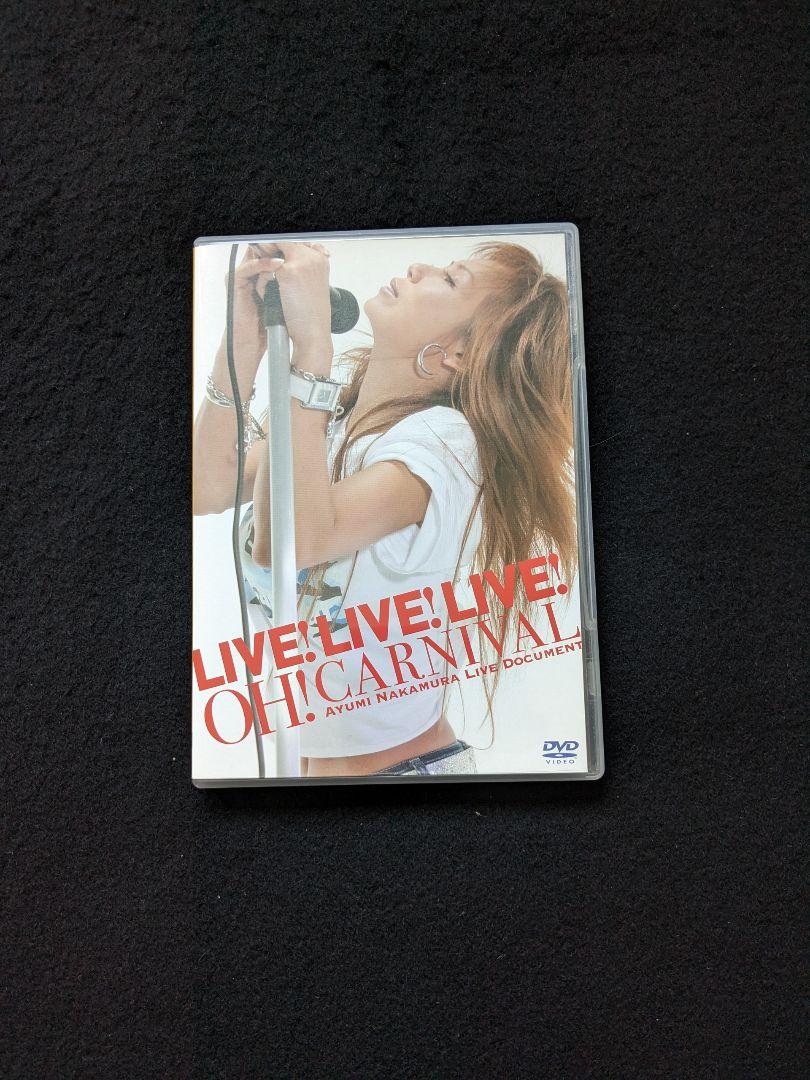 LIVE! LIVE! LIVE!
OH! CARNIVAL
AYUMI NAKAMURA LIVE DOCUMENT
DVD
VIDEO